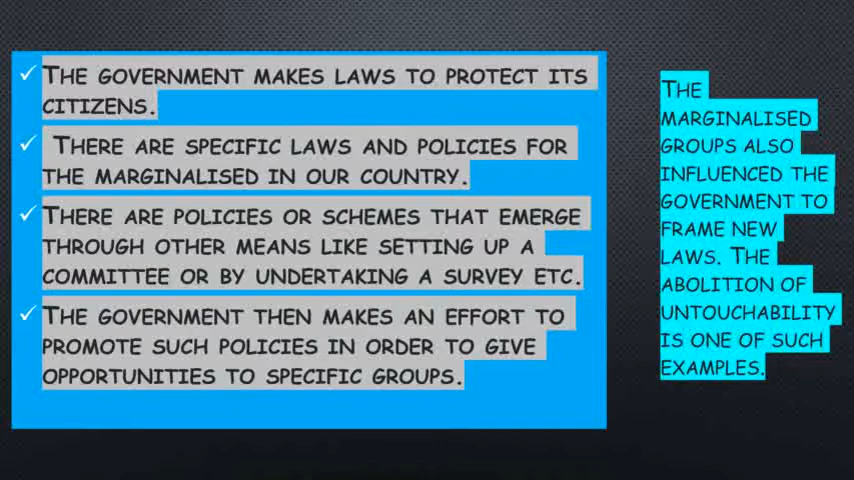 The government makes laws to protect its
citizens.
There are specific laws and policies for
the marginalised in our country.
There are policies or schemes that emerge
through other means like setting up a
committee or by undertaking a survey etc.
The government then makes an effort to
promote such policies in order to give
opportunities to specific groups.
The
marginalised
groups also
influenced the
government to
frame new
laws. The
abolition of
untouchability
is one of such
examples.